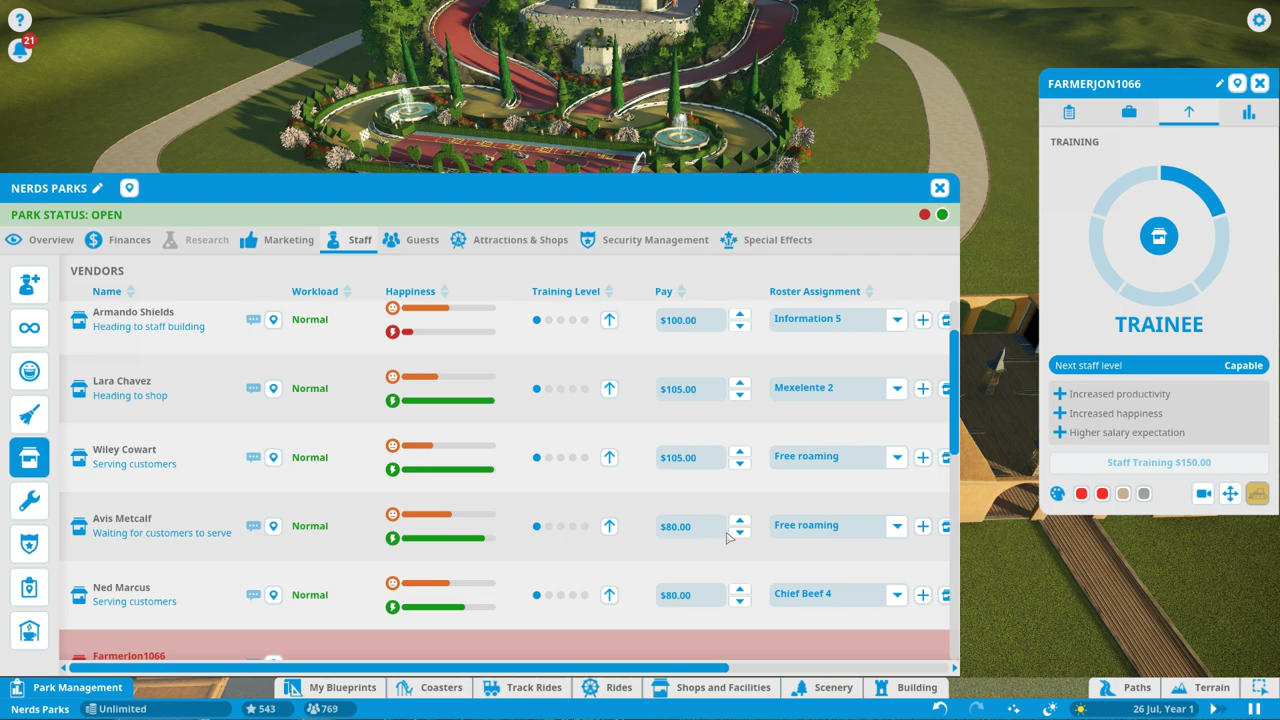 ?
21
FARMERJON1066
TRAINING
TRAINEE
Next staff level Capable
Increased productivity
Increased happiness
Higher salary expectation
Staff Training $150.00
NERDS PARKS
PARK STATUS: OPEN
Overview Finances Research Marketing Staff Guests Attractions & Shops Security Management Special Effects
VENDORS
Name Workload Happiness Training Level Pay Roster Assignment
Armando Shields
Heading to staff building
Normal $100.00 Information 5
Lara Chavez
Heading to shop
Normal $105.00 Mexelente 2
Wiley Cowart
Serving customers
Normal $105.00 Free roaming
Avis Metcalf
Waiting for customers to serve
Normal $80.00 Free roaming
Ned Marcus
Serving customers
Normal $80.00 Chief Beef 4
FarmerJon1066
Park Management My Blueprints Coasters Track Rides Rides Shops and Facilities Scenery Building Paths Terrain
Nerds Parks Unlimited 543 769 26 Jul, Year 1